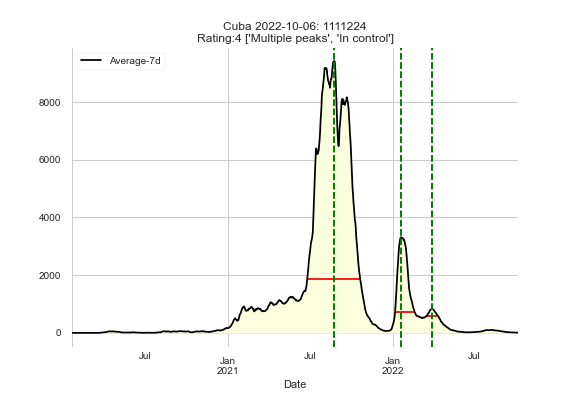 Cuba 2022-10-06: 1111224
Rating:4 ['Multiple peaks', 'In control']
Average-7d
8000
6000
4000
2000
0
Jul
Jan
2021
Jul
Jan
2022
Jul
Date